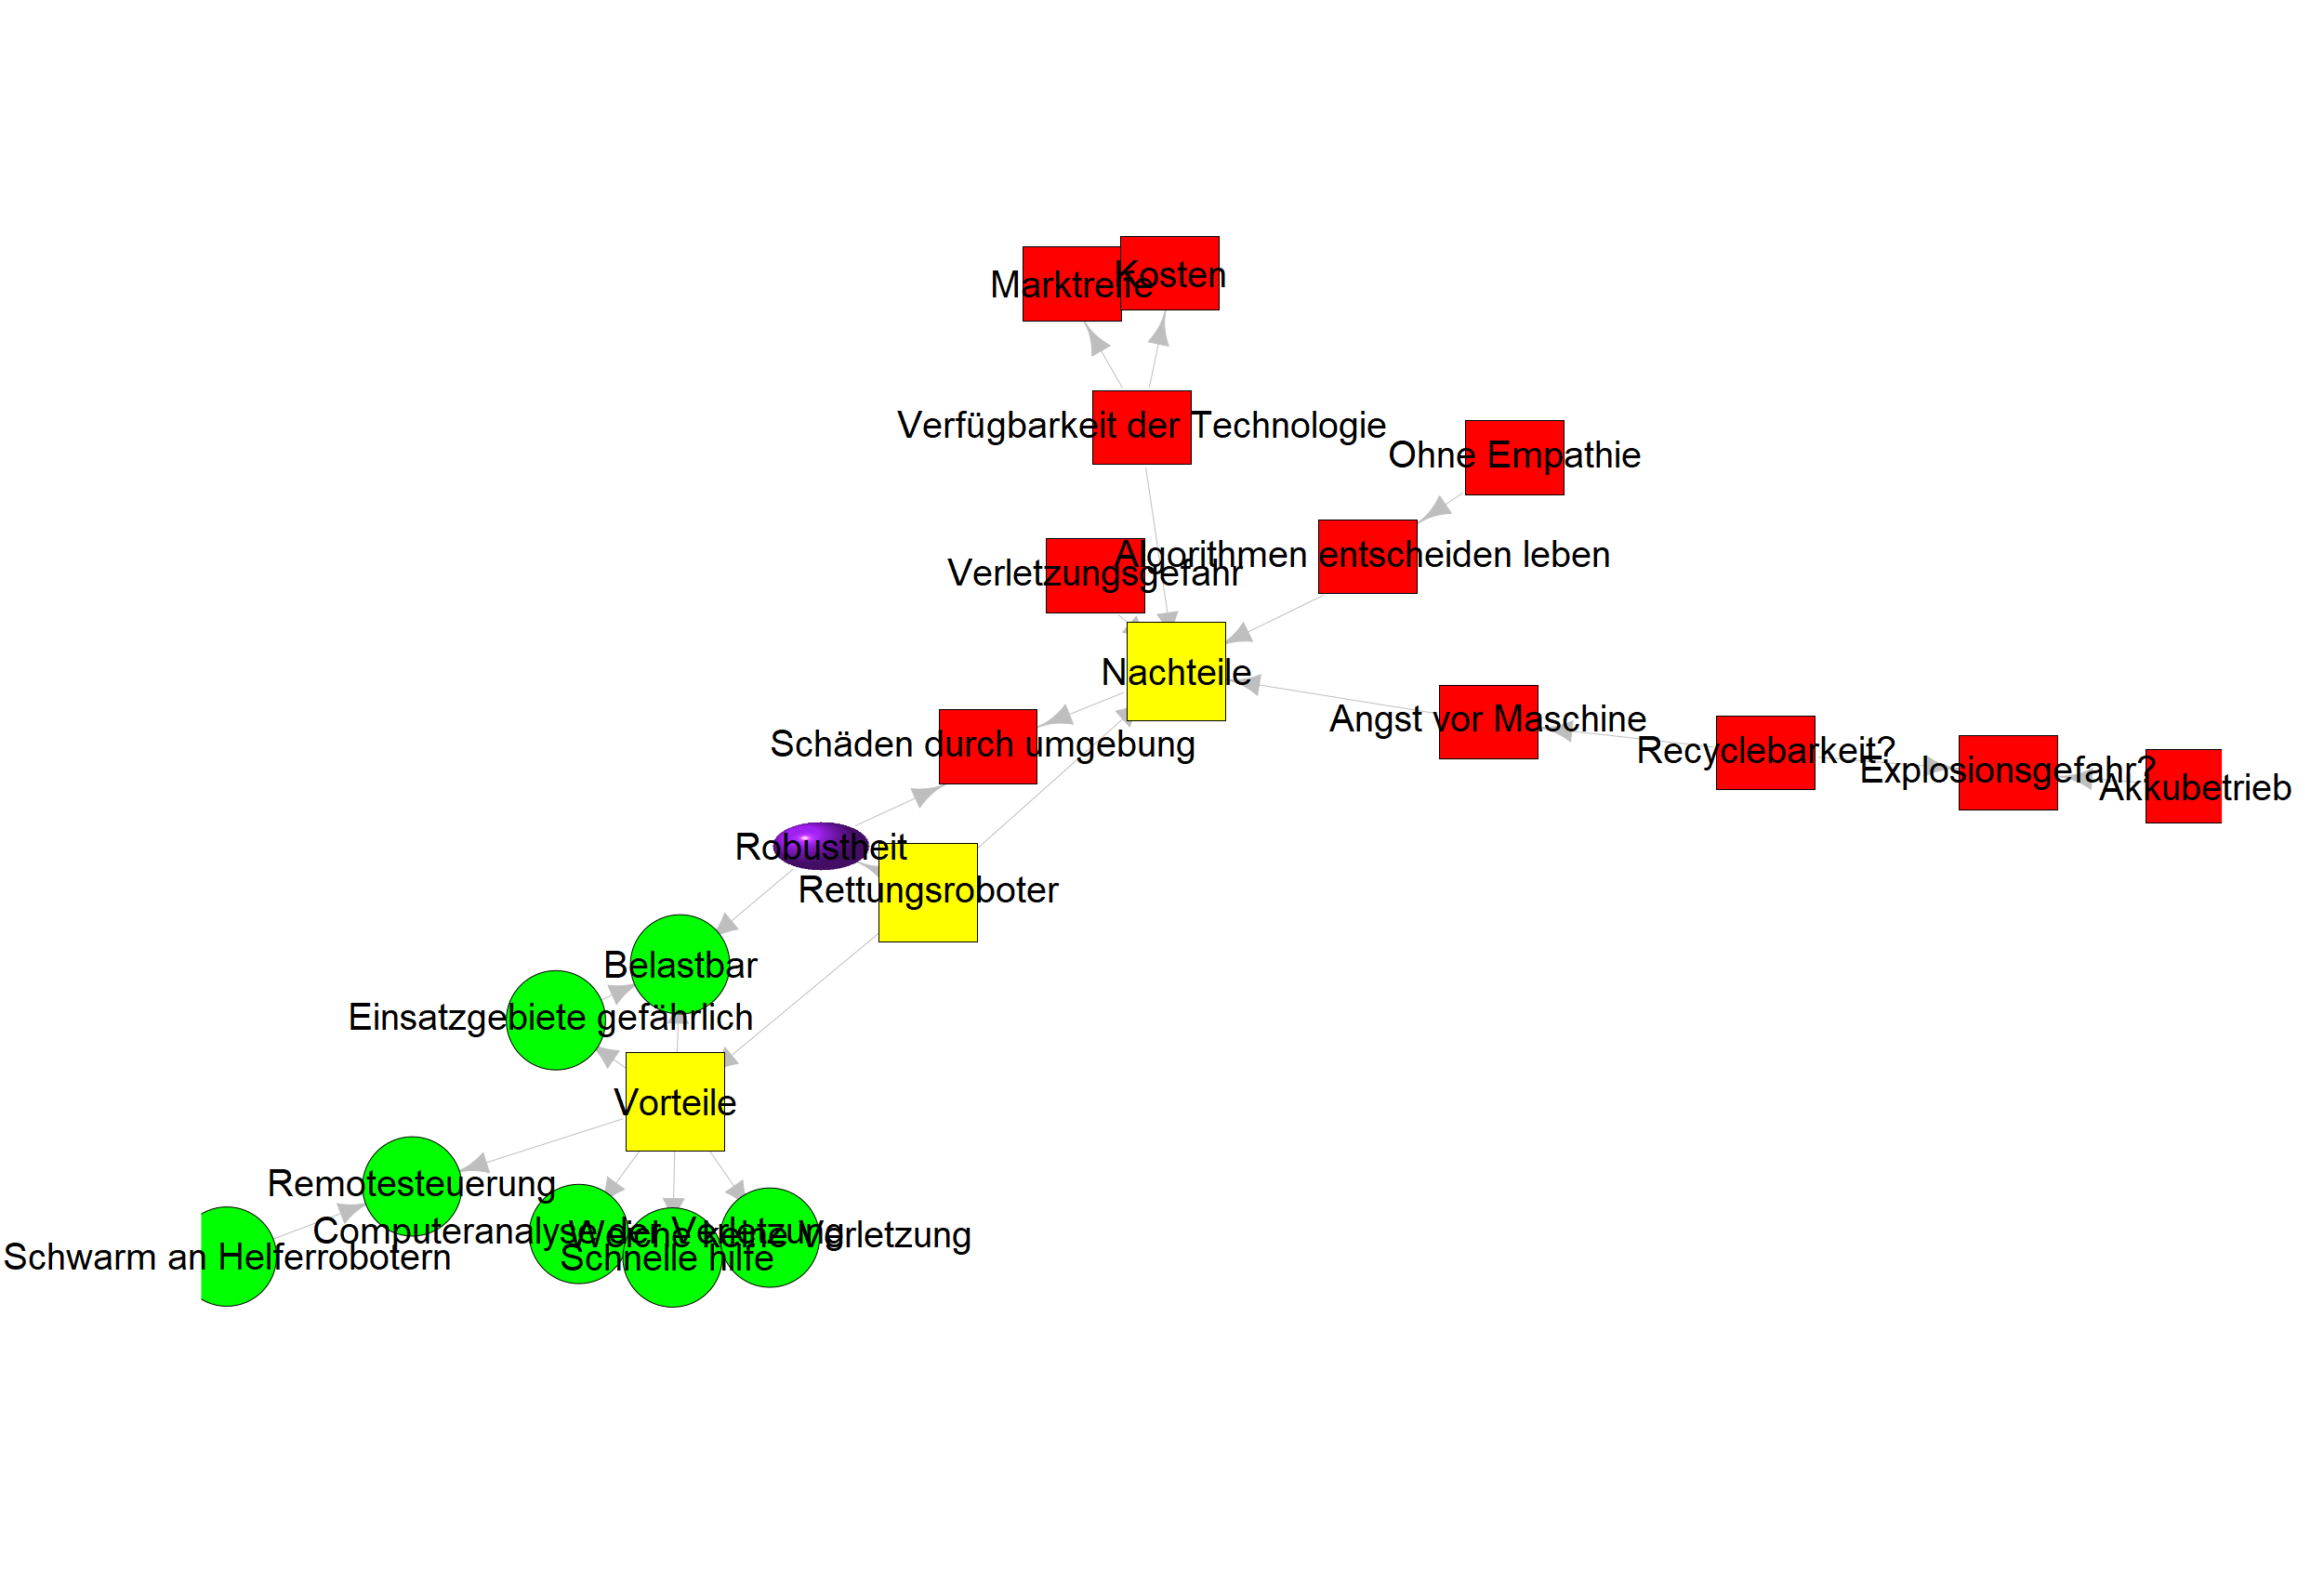 Kosten
Marktreife
Verfügbarkeit der Technologie
Ohne Empathie
Algorithmen entscheiden leben
Verletzungsgefahr
Nachteile
Angst vor Maschine
Schäden durch umgebung
Recyclebarkeit?
Explosionsgefahr?
Akkubetrieb
Robustheit
Rettungsroboter
Belastbar
Einsatzgebiete gefährlich
Vorteile
Remotesteuerung
Computeranalyse der Verletzung
Weiche keine Verletzung
Schnelle hilfe
Schwarm an Helferrobotern